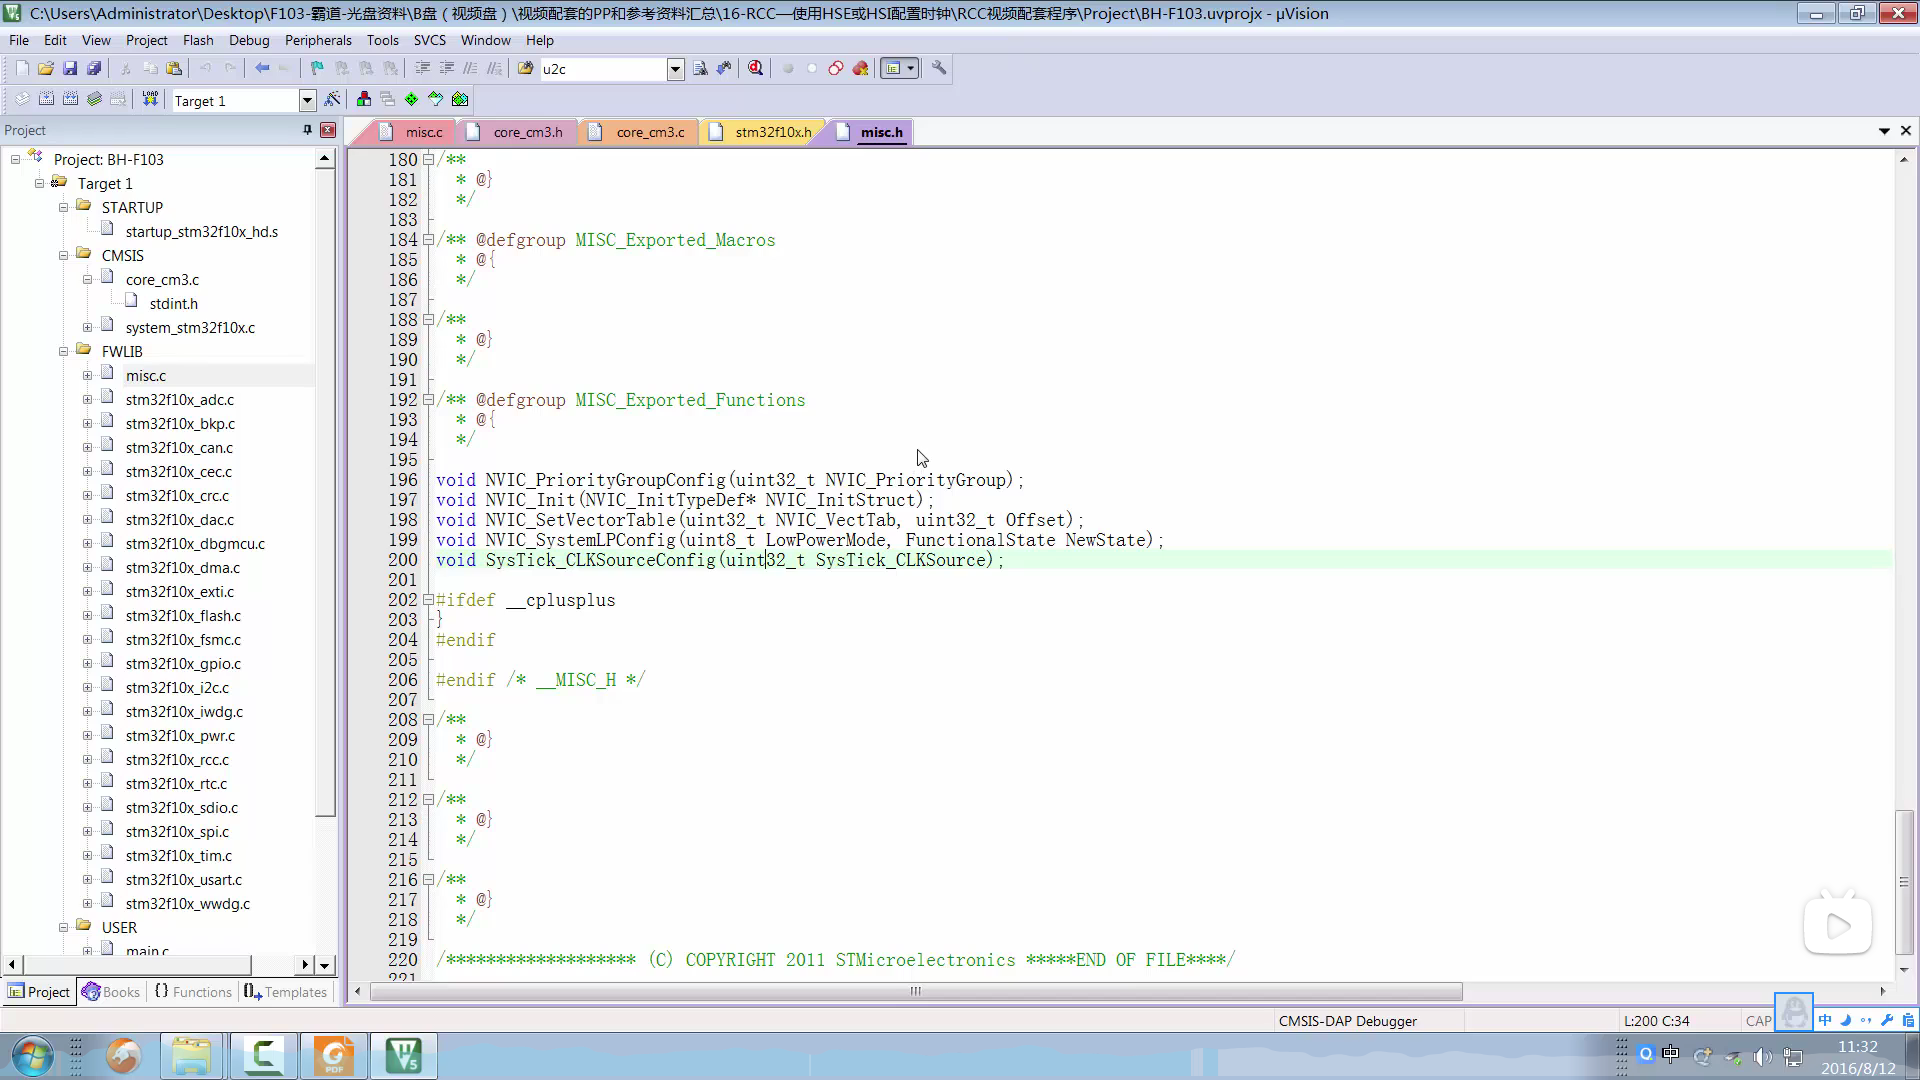 C:\Users\Administrator\Desktop\F103-霸道-光盘资料\B盘（视频盘）\视频配套的PP和参考资料汇总\16-RCC—使用HSE或HSI配置时钟\RCC视频配套程序\Project\BH-F103.uvprojx - µVision
File Edit View Project Flash Debug Peripherals Tools SVCS Window Help
u2c
LOAD Target 1
Project
misc.c core_cm3.h core_cm3.c stm32f10x.h misc.h
Project: BH-F103
Target 1
STARTUP
startup_stm32f10x_hd.s
CMSIS
core_cm3.c
stdint.h
system_stm32f10x.c
FWLIB
misc.c
stm32f10x_adc.c
stm32f10x_bkp.c
stm32f10x_can.c
stm32f10x_cec.c
stm32f10x_crc.c
stm32f10x_dac.c
stm32f10x_dbgmcu.c
stm32f10x_dma.c
stm32f10x_exti.c
stm32f10x_flash.c
stm32f10x_fsmc.c
stm32f10x_gpio.c
stm32f10x_i2c.c
stm32f10x_iwdg.c
stm32f10x_pwr.c
stm32f10x_rcc.c
stm32f10x_rtc.c
stm32f10x_sdio.c
stm32f10x_spi.c
stm32f10x_tim.c
stm32f10x_usart.c
stm32f10x_wwdg.c
USER
main.c
Project Books {} Functions Templates
180 /**
181 * @}
182 */
183
184 /** @defgroup MISC_Exported_Macros
185 * @{
186 */
187
188 /**
189 * @}
190 */
191
192 /** @defgroup MISC_Exported_Functions
193 * @{
194 */
195
196 void NVIC_PriorityGroupConfig(uint32_t NVIC_PriorityGroup);
197 void NVIC_Init(NVIC_InitTypeDef* NVIC_InitStruct);
198 void NVIC_SetVectorTable(uint32_t NVIC_VectTab, uint32_t Offset);
199 void NVIC_SystemLPConfig(uint8_t LowPowerMode, FunctionalState NewState);
200 void SysTick_CLKSourceConfig(uint32_t SysTick_CLKSource);
201
202 #ifdef __cplusplus
203 }
204 #endif
205
206 #endif /* __MISC_H */
207
208 /**
209 * @}
210 */
211
212 /**
213 * @}
214 */
215
216 /**
217 * @}
218 */
219
220 /******************* (C) COPYRIGHT 2011 STMicroelectronics *****END OF FILE****/
221
CMSIS-DAP Debugger L:200 C:34 CAP
中
中
11:32
2016/8/12
PDF